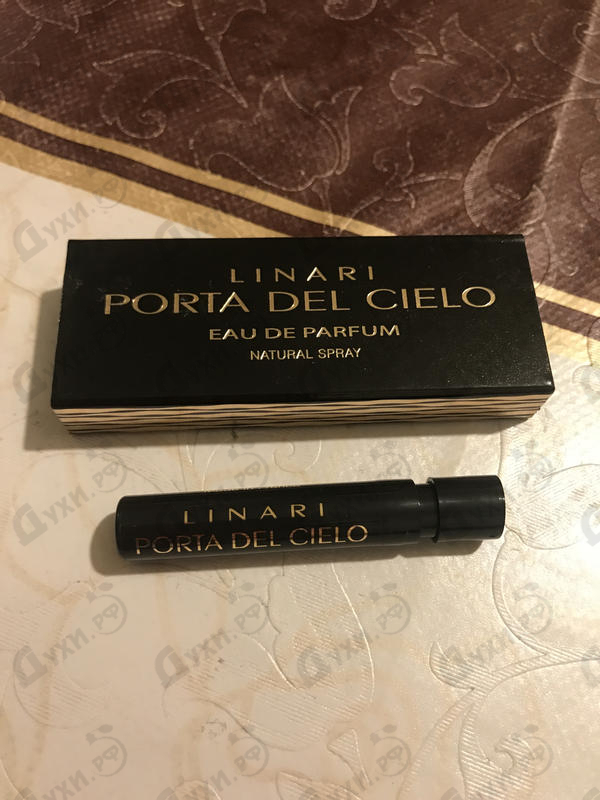 LINARI
PORTA DEL CIELO
EAU DE PARFUM
NATURAL SPRAY
LINARI
PORTA DEL CIELO
Духи.рф